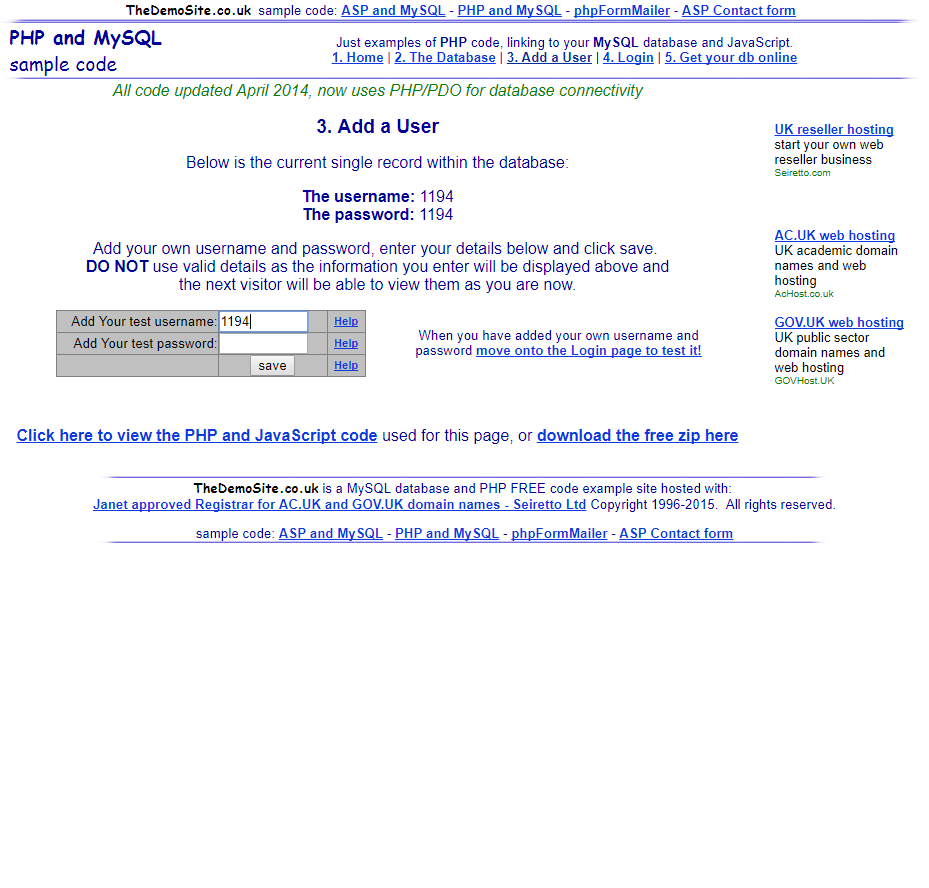 TheDemoSite.co.uk sample code: ASP and MySQL - PHP and MySQL - phpFormMailer - ASP Contact form
PHP and MySQL
sample code
Just examples of PHP code, linking to your MySQL database and JavaScript.
1. Home | 2. The Database | 3. Add a User | 4. Login | 5. Get your db online
All code updated April 2014, now uses PHP/PDO for database connectivity
3. Add a User
Below is the current single record within the database:
The username: 1194
The password: 1194
Add your own username and password, enter your details below and click save.
DO NOT use valid details as the information you enter will be displayed above and
the next visitor will be able to view them as you are now.
Add Your test username: 1194 Help
Add Your test password: Help
save Help
When you have added your own username and
password move onto the Login page to test it!
UK reseller hosting
start your own web
reseller business
Seiretto.com
AC.UK web hosting
UK academic domain
names and web
hosting
AcHost.co.uk
GOV.UK web hosting
UK public sector
domain names and
web hosting
GOVHost.UK
Click here to view the PHP and JavaScript code used for this page, or download the free zip here
TheDemoSite.co.uk is a MySQL database and PHP FREE code example site hosted with:
Janet approved Registrar for AC.UK and GOV.UK domain names - Seiretto Ltd Copyright 1996-2015. All rights reserved.
sample code: ASP and MySQL - PHP and MySQL - phpFormMailer - ASP Contact form